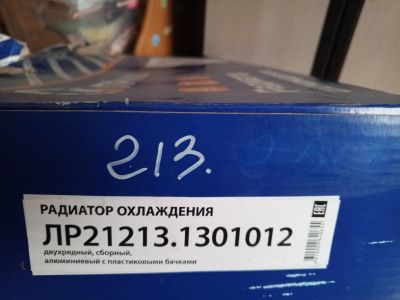 213.
РАДИАТОР ОХЛАЖДЕНИЯ
ЛР21213.1301012
двухрядный, сборный,
алюминиевый с пластиковыми бачками